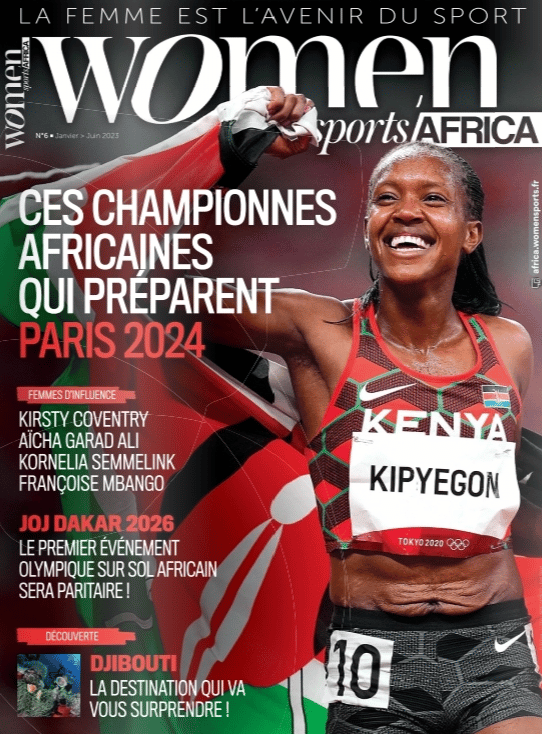 LA FEMME EST L'AVENIR DU SPORT
women
sports/AFRICA
women
sports/AFRICA
N°6 • Janvier > Juin 2023
africa.womensports.fr
CES CHAMPIONNES
AFRICAINES
QUI PRÉPARENT
PARIS 2024
FEMMES D'INFLUENCE
KIRSTY COVENTRY
AÏCHA GARAD ALI
KORNELIA SEMMELINK
FRANÇOISE MBANGO
JOJ DAKAR 2026
LE PREMIER ÉVÉNEMENT
OLYMPIQUE SUR SOL AFRICAIN
SERA PARITAIRE !
DÉCOUVERTE
DJIBOUTI
LA DESTINATION QUI VA
VOUS SURPRENDRE !
KENYA
KIPYEGON
TOKYO 2020
10